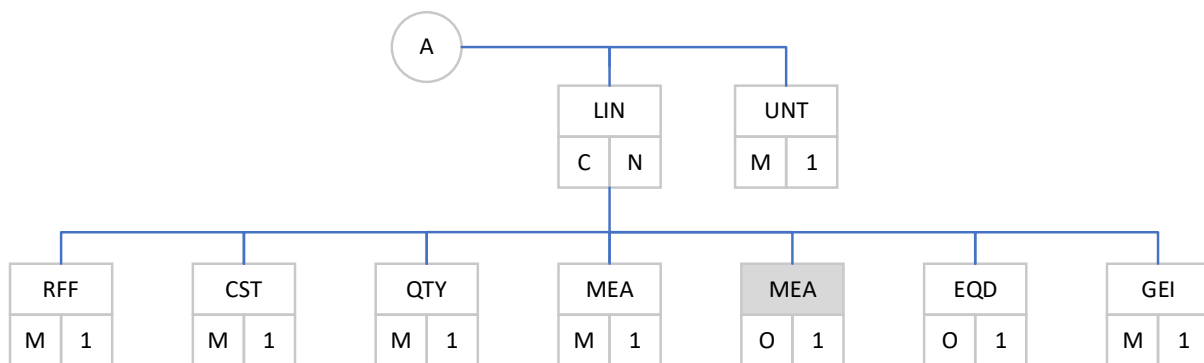 A
LIN UNT
C N M 1
RFF CST QTY MEA MEA EQD GEI
M 1 M 1 M 1 M 1 O 1 O 1 M 1